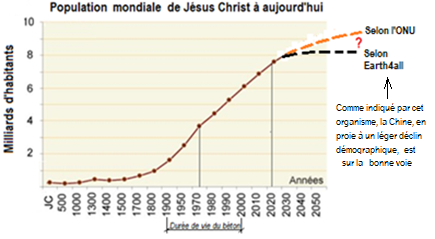 Population mondiale de Jèsus Christ à aujourd'hui
Milliards d'habitants
10
8
6
4
2
Selon l'ONU
?
Selon
Earth4all
Comme indiqué par cet
organisme, la Chine, en
proie à un léger déclin
démographique, est
sur la bonne voie
Années
JC
500
1000
1300
1400
1500
1600
1700
1800
1900
1950
1970
1990
2000
2010
2020
2030
2040
2050
Durée de vie du béton